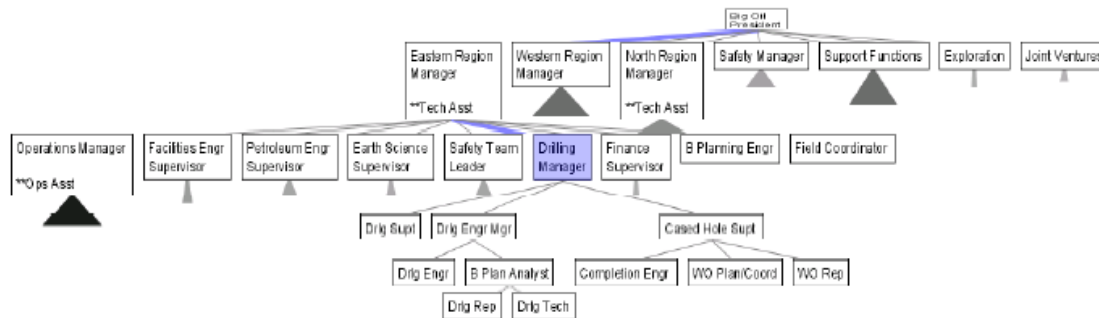 Big Oil
President
Eastern Region
Manager
**Tech Asst
Western Region
Manager
North Region
Manager
**Tech Asst
Safety Manager
Support Functions
Exploration
Joint Ventures
Operations Manager
**Ops Asst
Facilities Engr
Supervisor
Petroleum Engr
Supervisor
Earth Science
Supervisor
Safety Team
Leader
Drilling
Manager
Finance
Supervisor
B Planning Engr
Field Coordinator
Drlg Supt
Drlg Engr Mgr
Cased Hole Supt
Drlg Engr
B Plan Analyst
Completion Engr
WO Plan/Coord
WO Rep
Drlg Rep
Drlg Tech